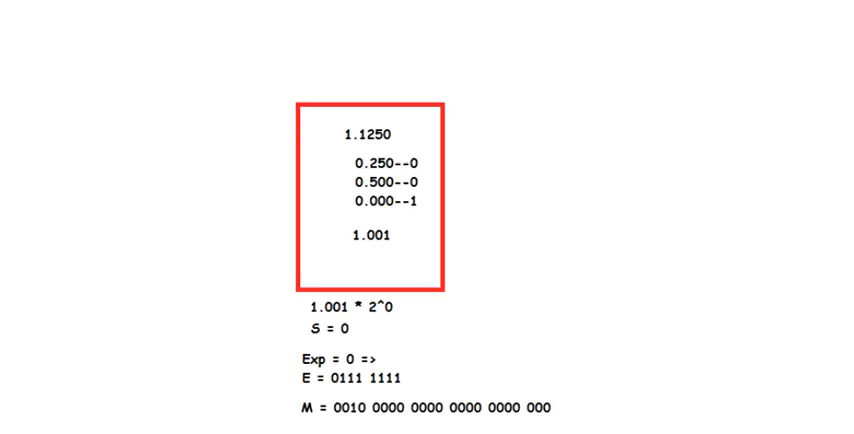 1.1250
0.250--0
0.500--0
0.000--1
1.001
1.001 * 2^0
S = 0
Exp = 0 =>
E = 0111 1111
M = 0010 0000 0000 0000 0000 000